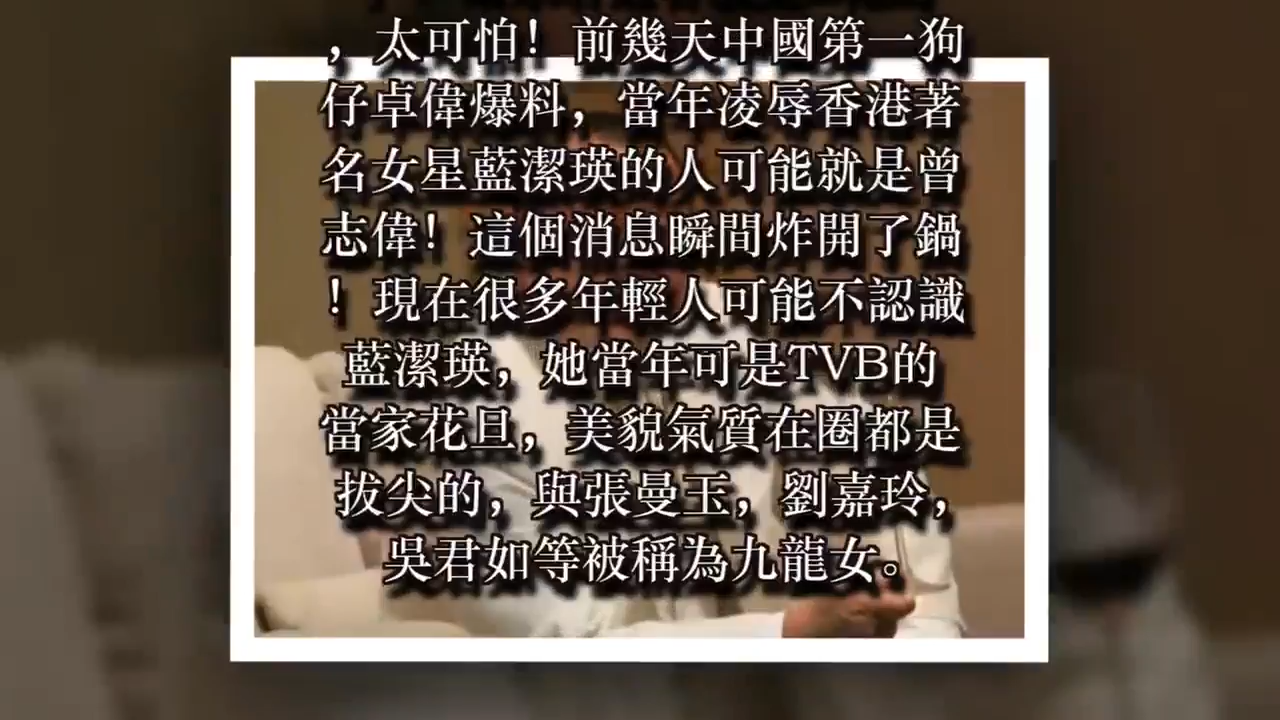 ，太可怕！前幾天中國第一狗
仔卓偉爆料，當年凌辱香港著
名女星藍潔瑛的人可能就是曾
志偉！這個消息瞬間炸開了鍋
！現在很多年輕人可能不認識
藍潔瑛，她當年可是TVB的
當家花旦，美貌氣質在圈都是
拔尖的，與張曼玉，劉嘉玲，
吳君如等被稱為九龍女。